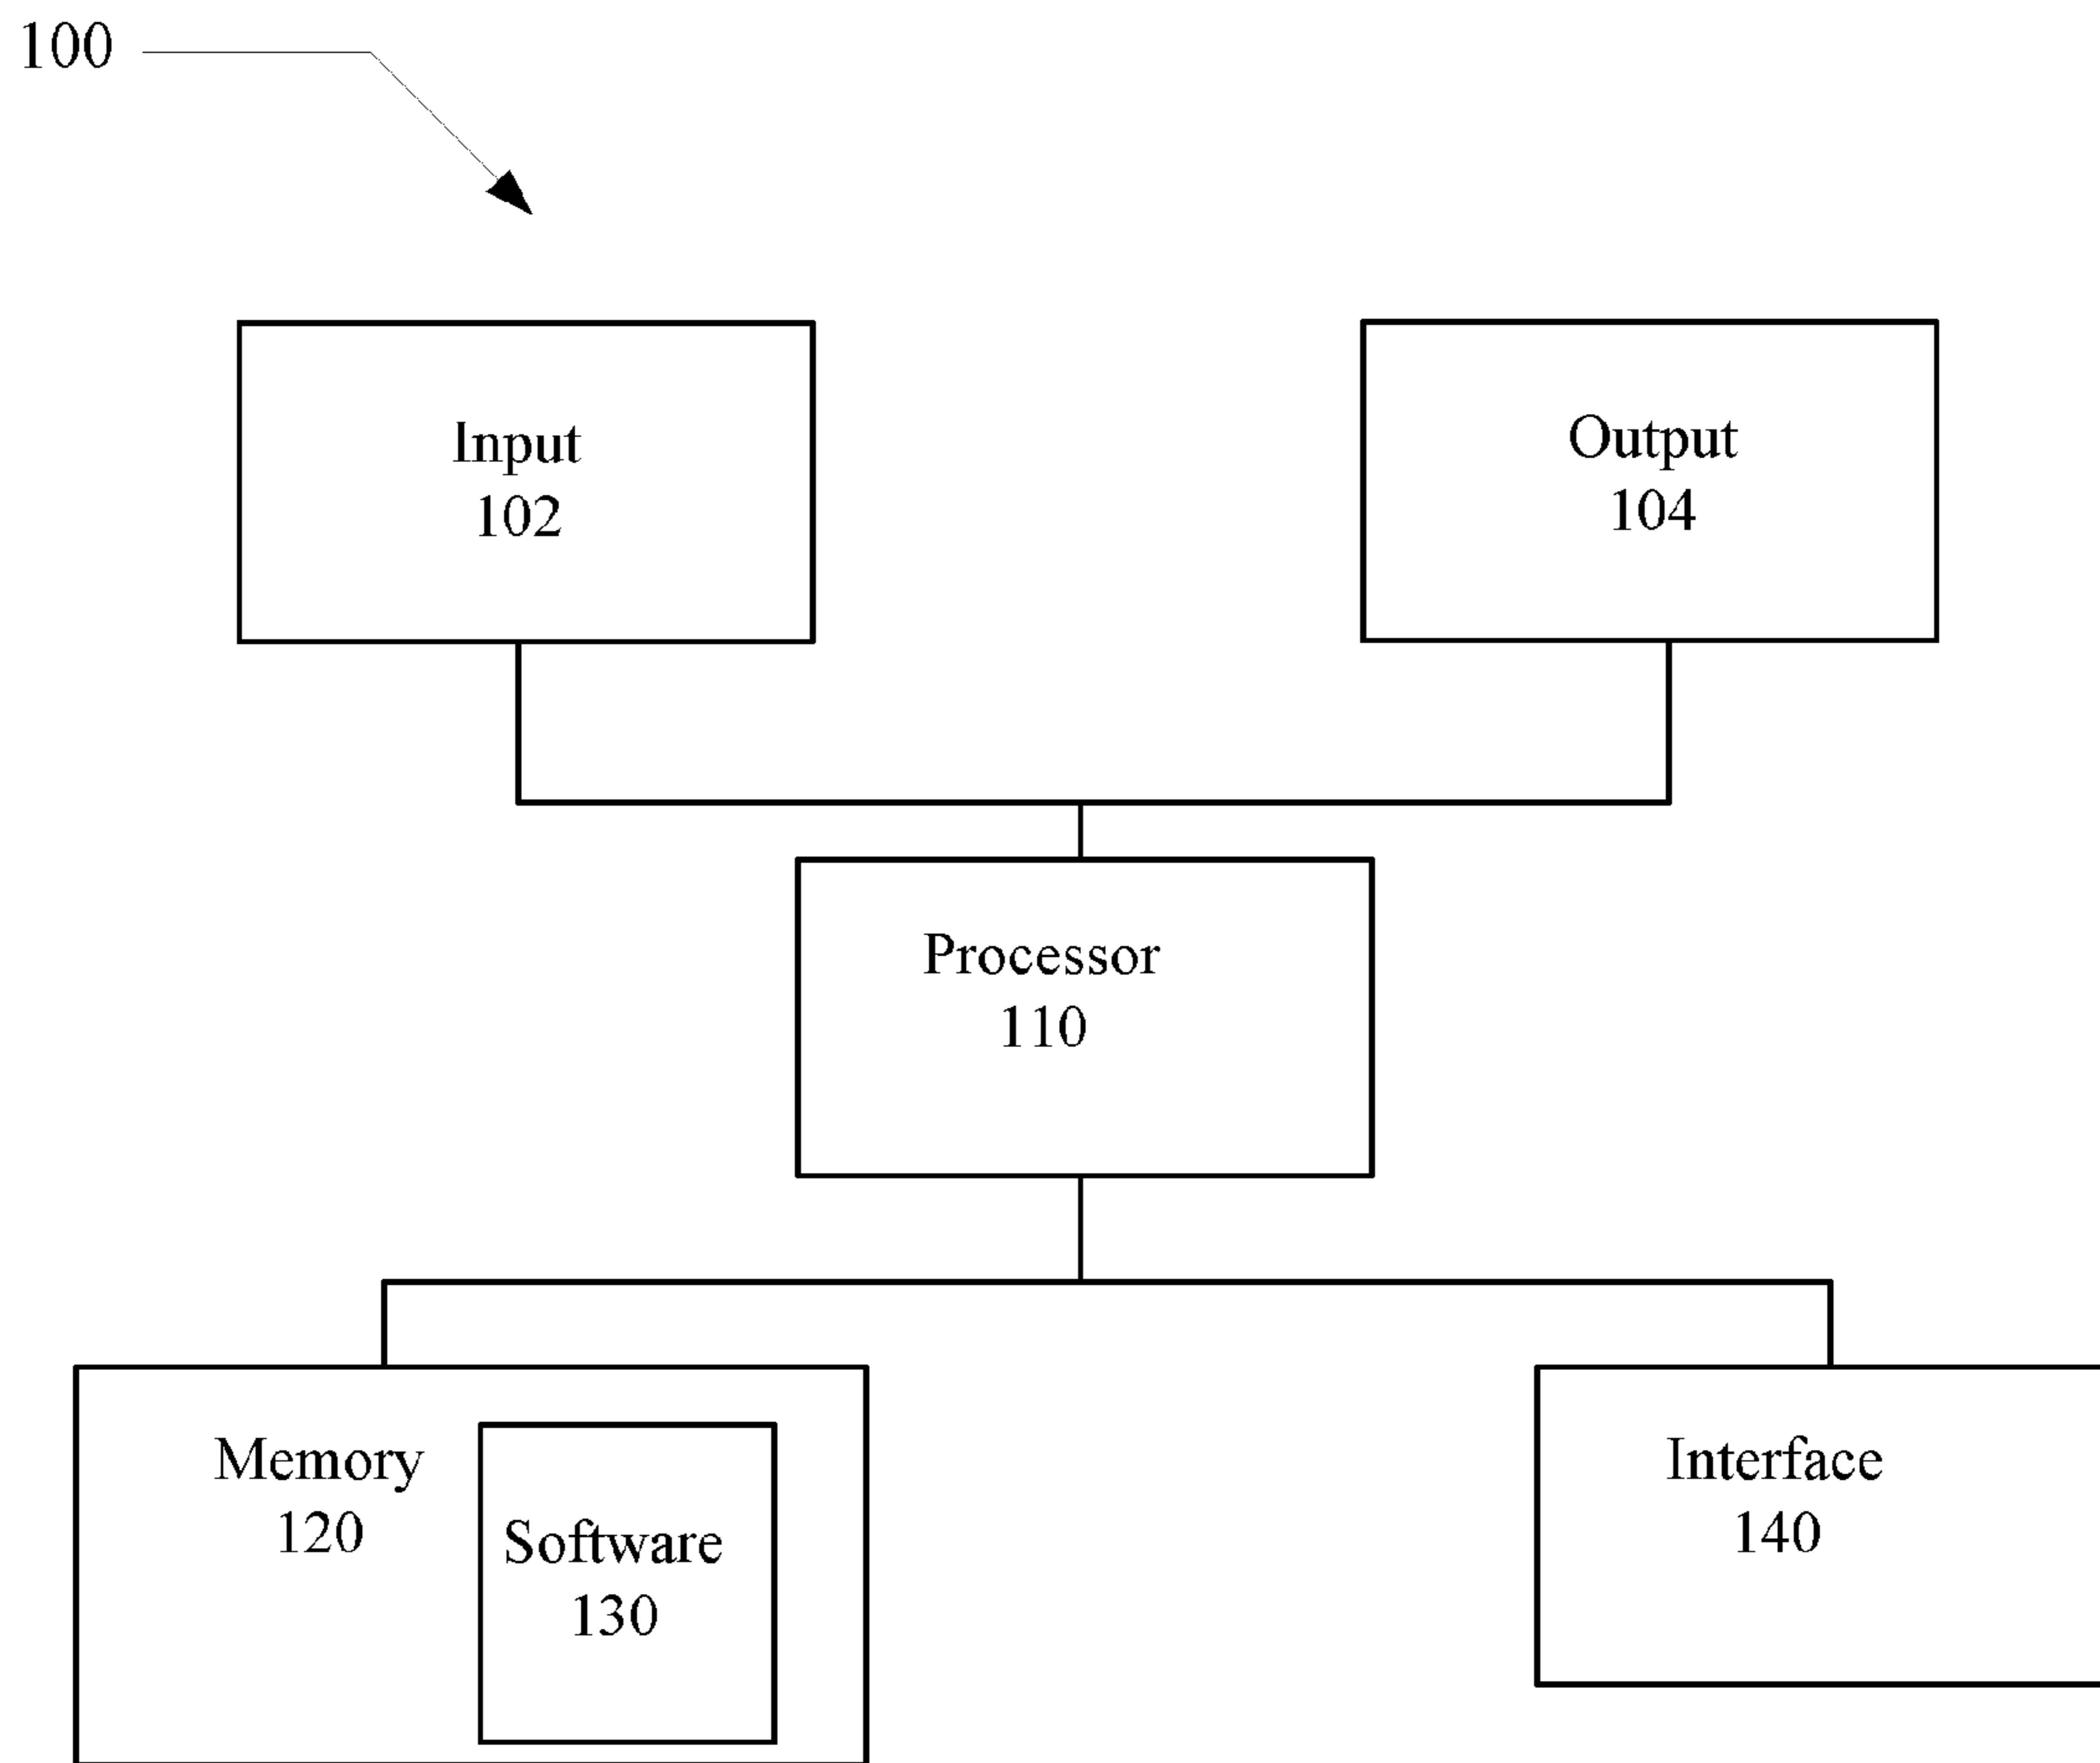 100
Input
102
Output
104
Processor
110
Memory
120
Software
130
Interface
140